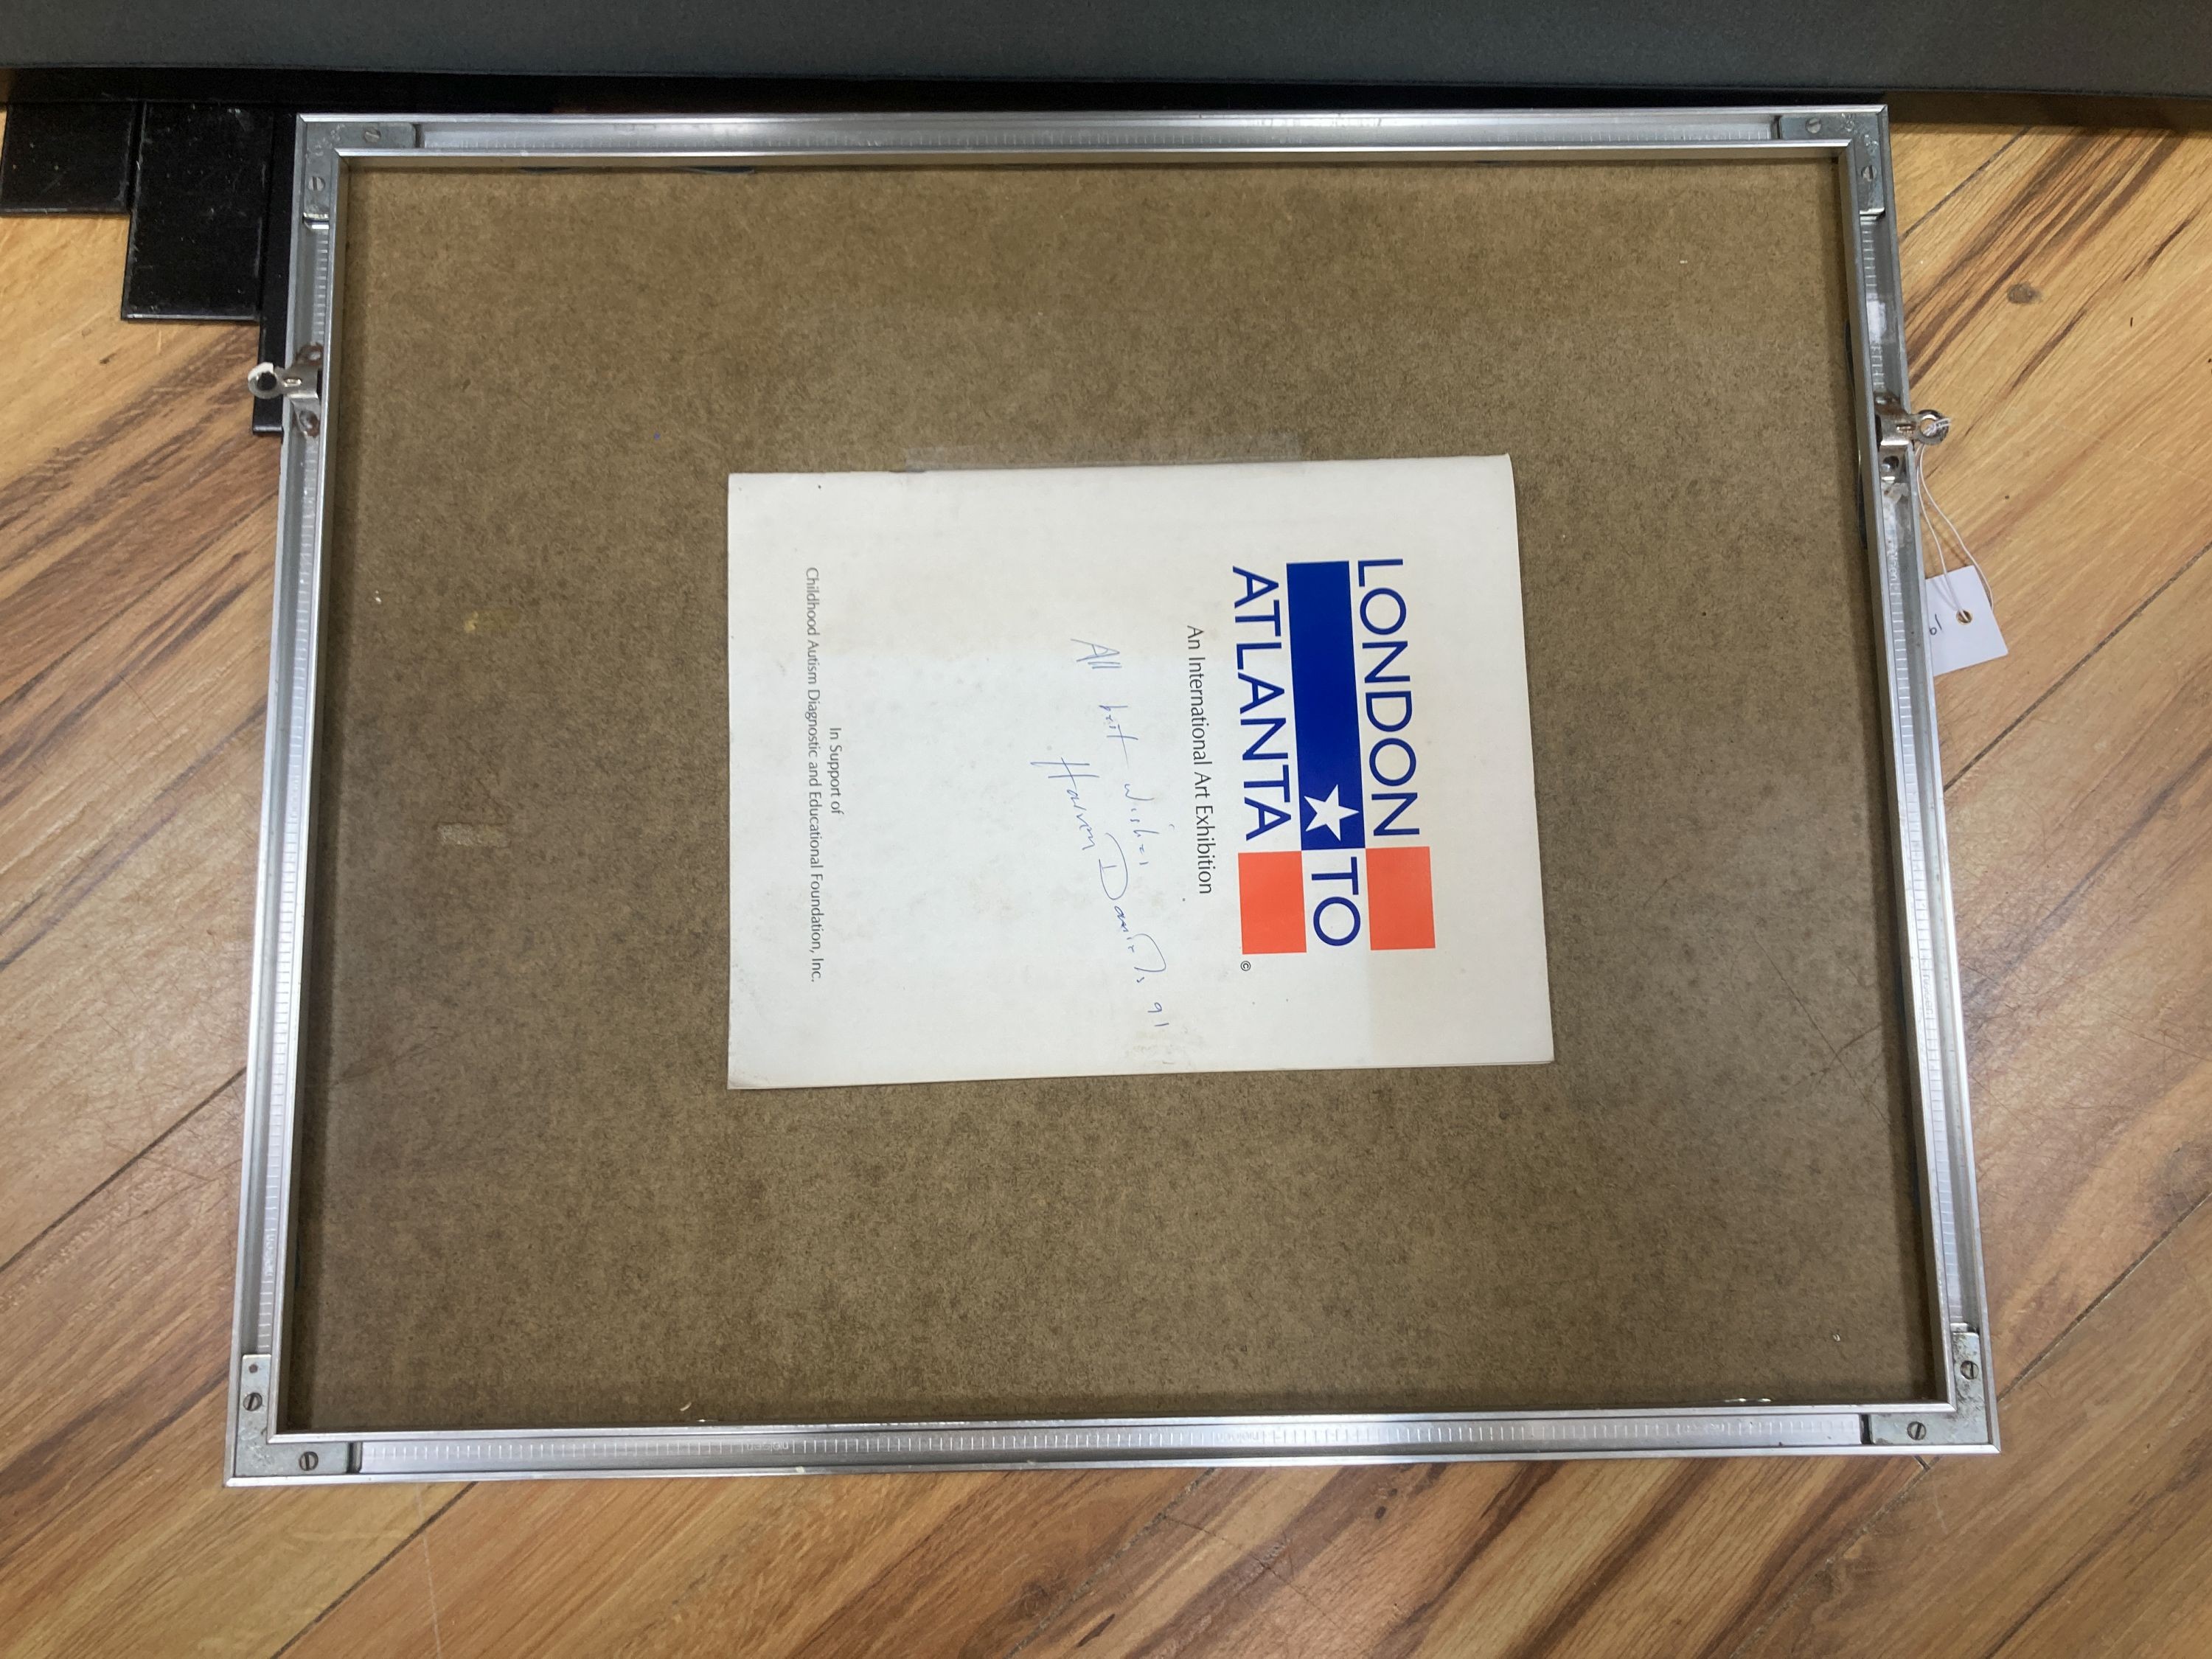 LONDON
TO
ATLANTA
©
An International Art Exhibition
All best wishes
Harvey Daniels 91
In Support of
Childhood Autism Diagnostic and Educational Foundation, Inc.